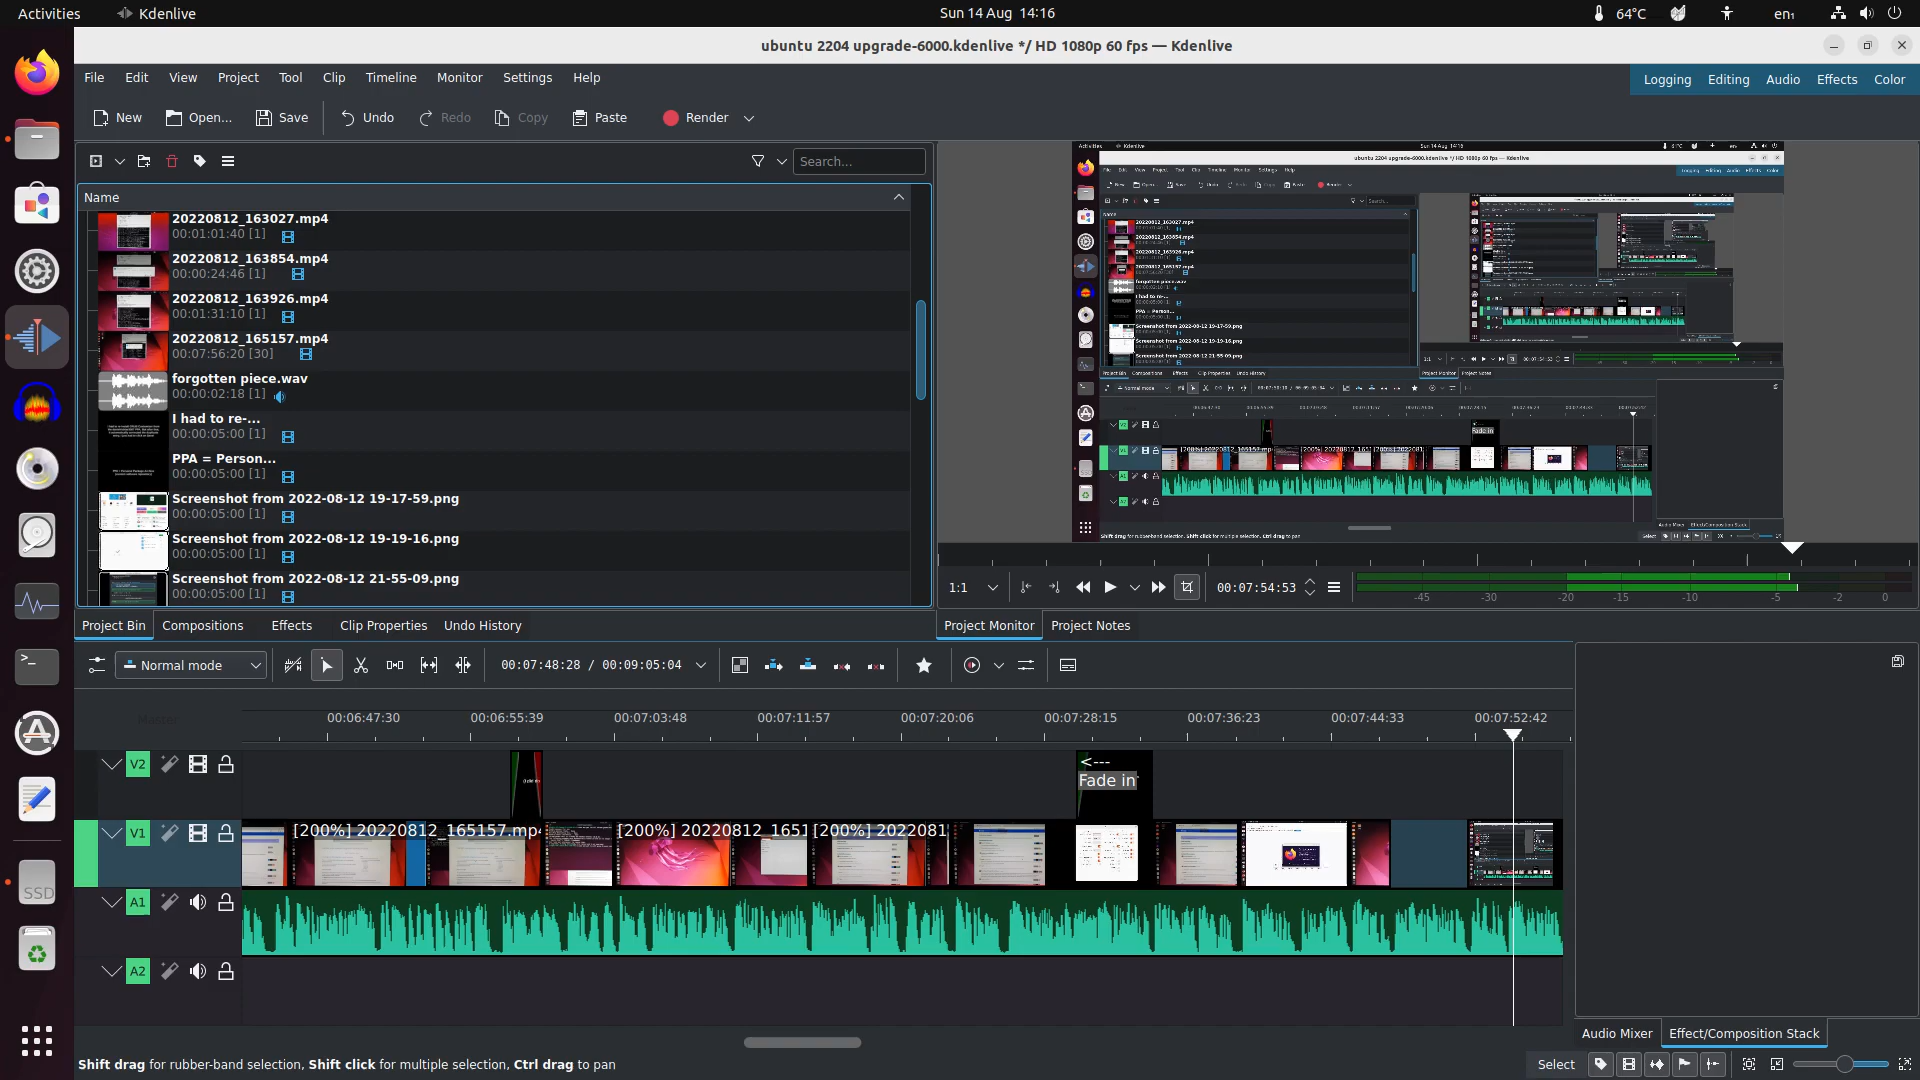 Activities
Kdenlive
Sun 14 Aug 14:16
64°C
en₁
ubuntu 2204 upgrade-6000.kdenlive */ HD 1080p 60 fps — Kdenlive
File Edit View Project Tool Clip Timeline Monitor Settings Help
Logging Editing Audio Effects Color
New Open... Save Undo Redo Copy Paste Render
Search...
Name
20220812_163027.mp4
00:01:01:40 [1]
20220812_163854.mp4
00:00:24:46 [1]
20220812_163926.mp4
00:01:31:10 [1]
20220812_165157.mp4
00:07:56:20 [30]
forgotten piece.wav
00:00:02:18 [1]
I had to re-...
00:00:05:00 [1]
PPA = Person...
00:00:05:00 [1]
Screenshot from 2022-08-12 19-17-59.png
00:00:05:00 [1]
Screenshot from 2022-08-12 19-19-16.png
00:00:05:00 [1]
Screenshot from 2022-08-12 21-55-09.png
00:00:05:00 [1]
1:1
00:07:54:53
-45 -30 -20 -15 -10 -5 -2 0
Project Bin Compositions Effects Clip Properties Undo History
Project Monitor Project Notes
Normal mode
00:07:48:28 / 00:09:05:04
Master
00:06:47:30 00:06:55:39 00:07:03:48 00:07:11:57 00:07:20:06 00:07:28:15 00:07:36:23 00:07:44:33 00:07:52:42
V2
<---
Fade in
V1
[200%] 20220812_165157.mp4
[200%] 20220812_1651
[200%] 2022081
A1
A2
SSD
Audio Mixer Effect/Composition Stack
Shift drag for rubber-band selection, Shift click for multiple selection, Ctrl drag to pan
Select